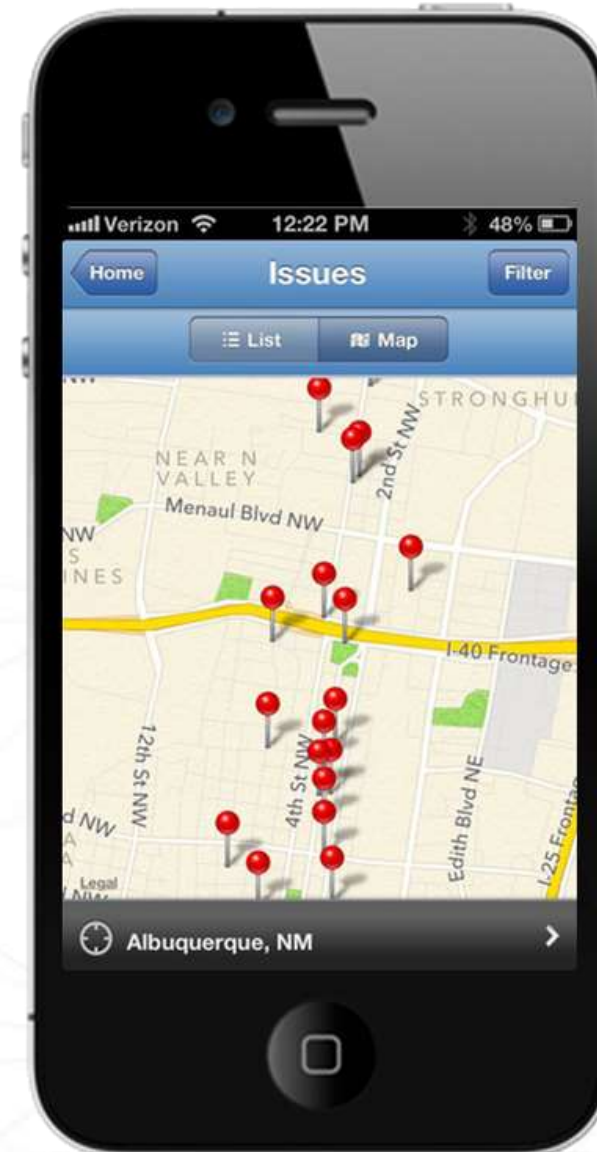 Verizon 12:22 PM 48%
Home Issues Filter
List Map
STRONGHU
NEAR N
VALLEY
2nd St NW
Menaul Blvd NW
NW
S
INES
I-40 Frontage
12th St NW
4th St NW
Edith Blvd NE
I-25 Frontag
d NW
A
A
Legal
Albuquerque, NM